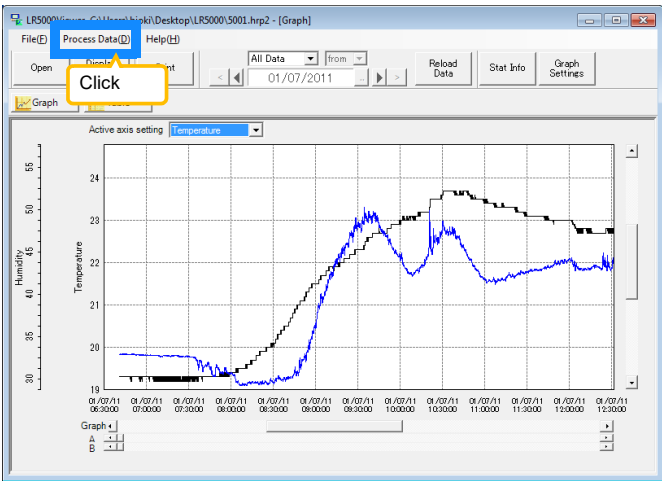 LR5000Viewer C:\Users\hioki\Desktop\LR5000\5001.hrp2 - [Graph]
File(F) Process Data(D) Help(H)
Open
Click
All Data from
< 01/07/2011 .. >
Reload
Data
Stat Info
Graph
Settings
Graph
Active axis setting Temperature
Humidity
55
50
45
40
35
30
Temperature
24
23
22
21
20
19
01/07/11 01/07/11 01/07/11 01/07/11 01/07/11 01/07/11 01/07/11 01/07/11 01/07/11 01/07/11 01/07/11 01/07/11 01/07/11
06:30:00 07:00:00 07:30:00 08:00:00 08:30:00 09:00:00 09:30:00 10:00:00 10:30:00 11:00:00 11:30:00 12:00:00 12:30:00
Graph
A
B